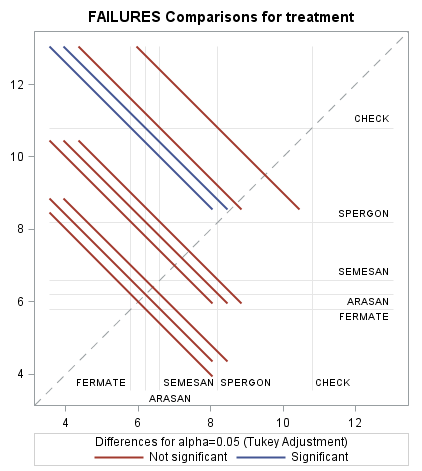 FAILURES Comparisons for treatment
12
CHECK
10
SPERGON
8
SEMESAN
6
ARASAN
FERMATE
4
FERMATE SEMESAN SPERGON CHECK
ARASAN
4 6 8 10 12
Differences for alpha=0.05 (Tukey Adjustment)
Not significant Significant